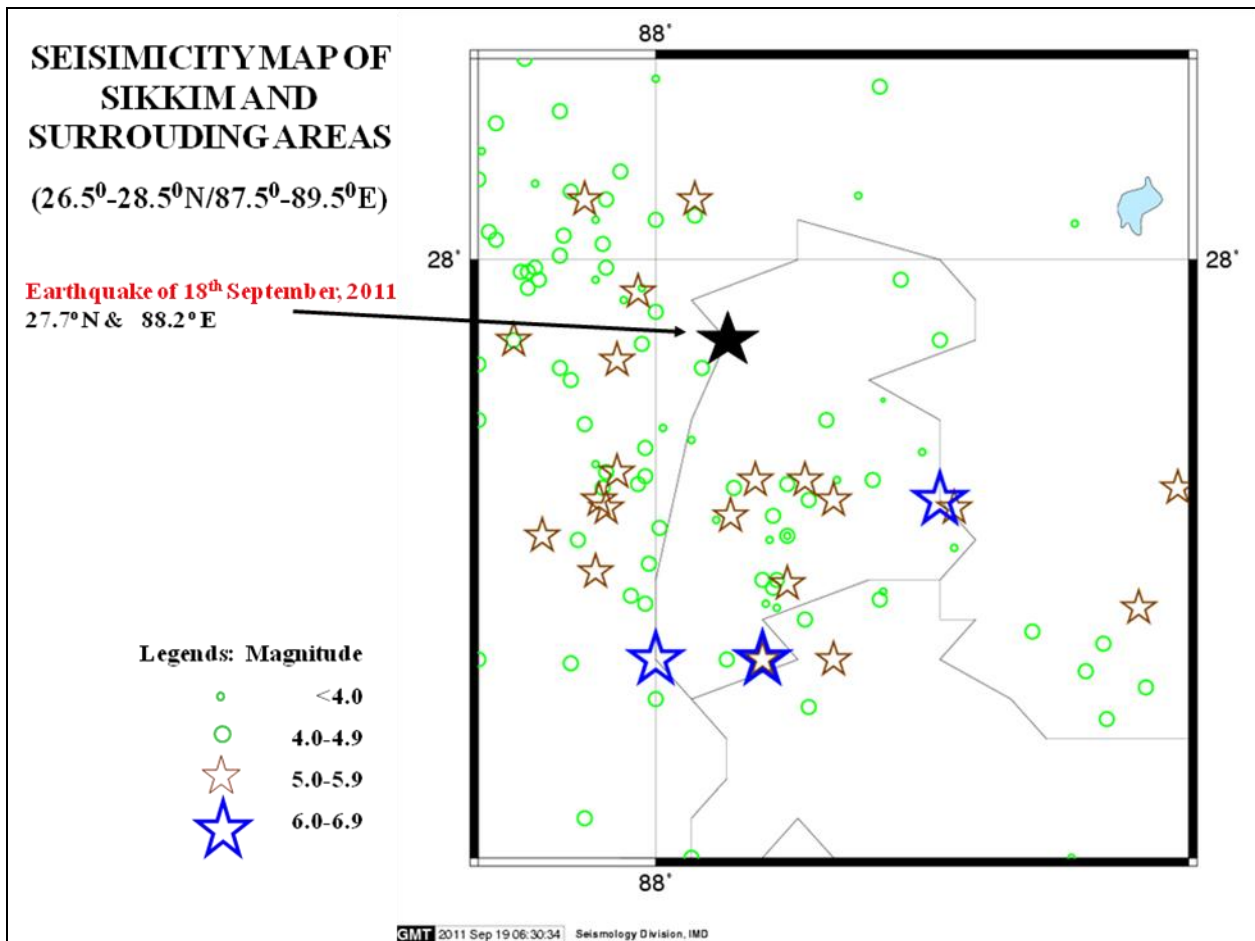 SEISIMICITY MAP OF
SIKKIM AND
SURROUDING AREAS
(26.5⁰-28.5⁰N/87.5⁰-89.5⁰E)
Earthquake of 18th September, 2011
27.7°N & 88.2°E
88°
28°
28°
Legends: Magnitude
<4.0
4.0-4.9
5.0-5.9
6.0-6.9
88°
GMT 2011 Sep 19 06:30:34 Seismology Division, IMD